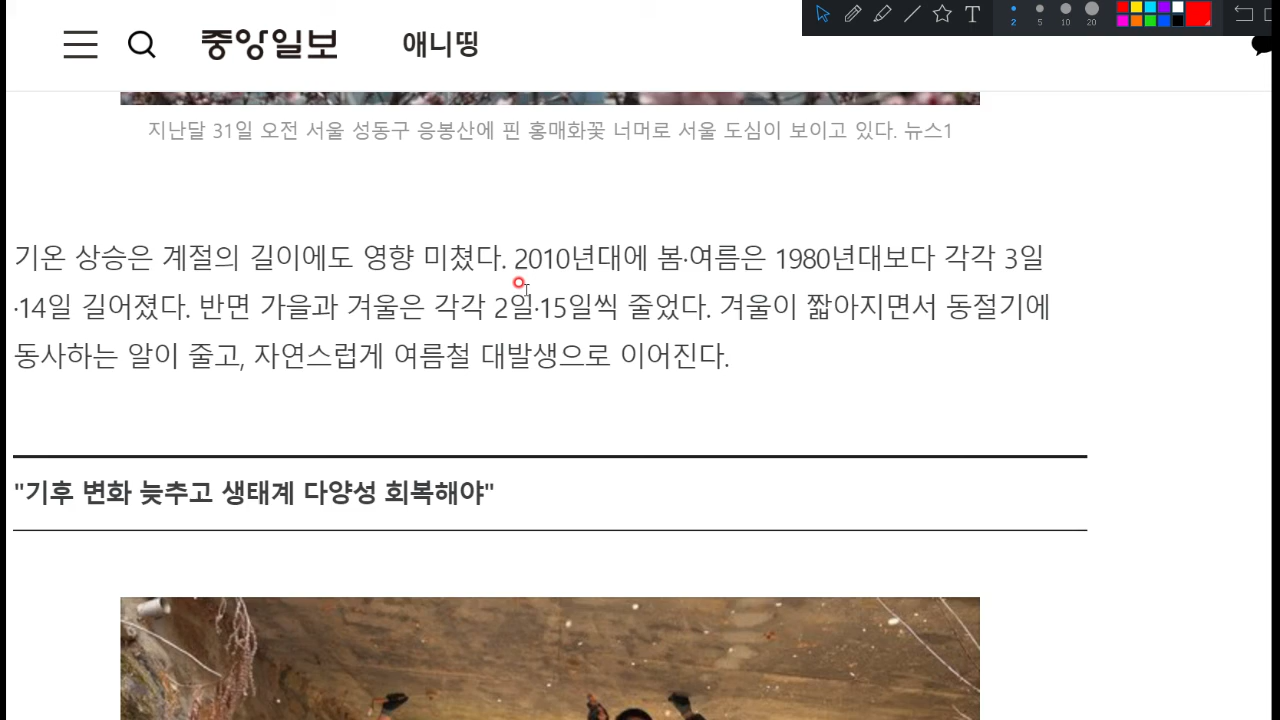 중앙일보 애니띵
T
2 5 10 20
지난달 31일 오전 서울 성동구 응봉산에 핀 홍매화꽃 너머로 서울 도심이 보이고 있다. 뉴스1
기온 상승은 계절의 길이에도 영향 미쳤다. 2010년대에 봄·여름은 1980년대보다 각각 3일
·14일 길어졌다. 반면 가을과 겨울은 각각 2일·15일씩 줄었다. 겨울이 짧아지면서 동절기에
동사하는 알이 줄고, 자연스럽게 여름철 대발생으로 이어진다.
"기후 변화 늦추고 생태계 다양성 회복해야"